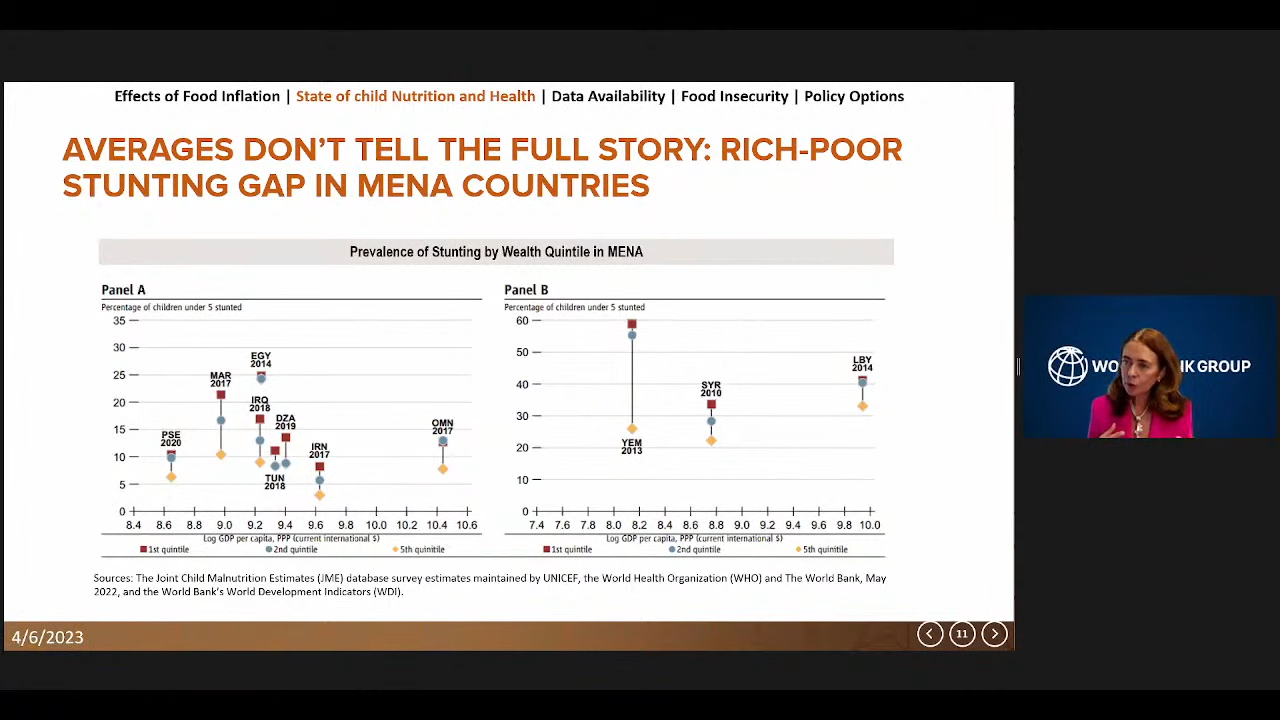 Effects of Food Inflation | State of child Nutrition and Health | Data Availability | Food Insecurity | Policy Options
AVERAGES DON'T TELL THE FULL STORY: RICH-POOR
STUNTING GAP IN MENA COUNTRIES
Prevalence of Stunting by Wealth Quintile in MENA
Panel A
Percentage of children under 5 stunted
35
30
25
20
15
10
5
0
EGY
2014
MAR
2017
IRQ
2018
DZA
2019
PSE
2020
IRN
2017
TUN
2018
OMN
2017
8.4 8.6 8.8 9.0 9.2 9.4 9.6 9.8 10.0 10.2 10.4 10.6
Log GDP per capita, PPP (current international $)
1st quintile 2nd quintile 5th quinitile
Panel B
Percentage of children under 5 stunted
60
50
40
30
20
10
0
YEM
2013
SYR
2010
LBY
2014
7.4 7.6 7.8 8.0 8.2 8.4 8.6 8.8 9.0 9.2 9.4 9.6 9.8 10.0
Log GDP per capita, PPP (current international $)
1st quintile 2nd quintile 5th quinitile
Sources: The Joint Child Malnutrition Estimates (JME) database survey estimates maintained by UNICEF, the World Health Organization (WHO) and The World Bank, May
2022, and the World Bank's World Development Indicators (WDI).
4/6/2023
11
WO K GROUP